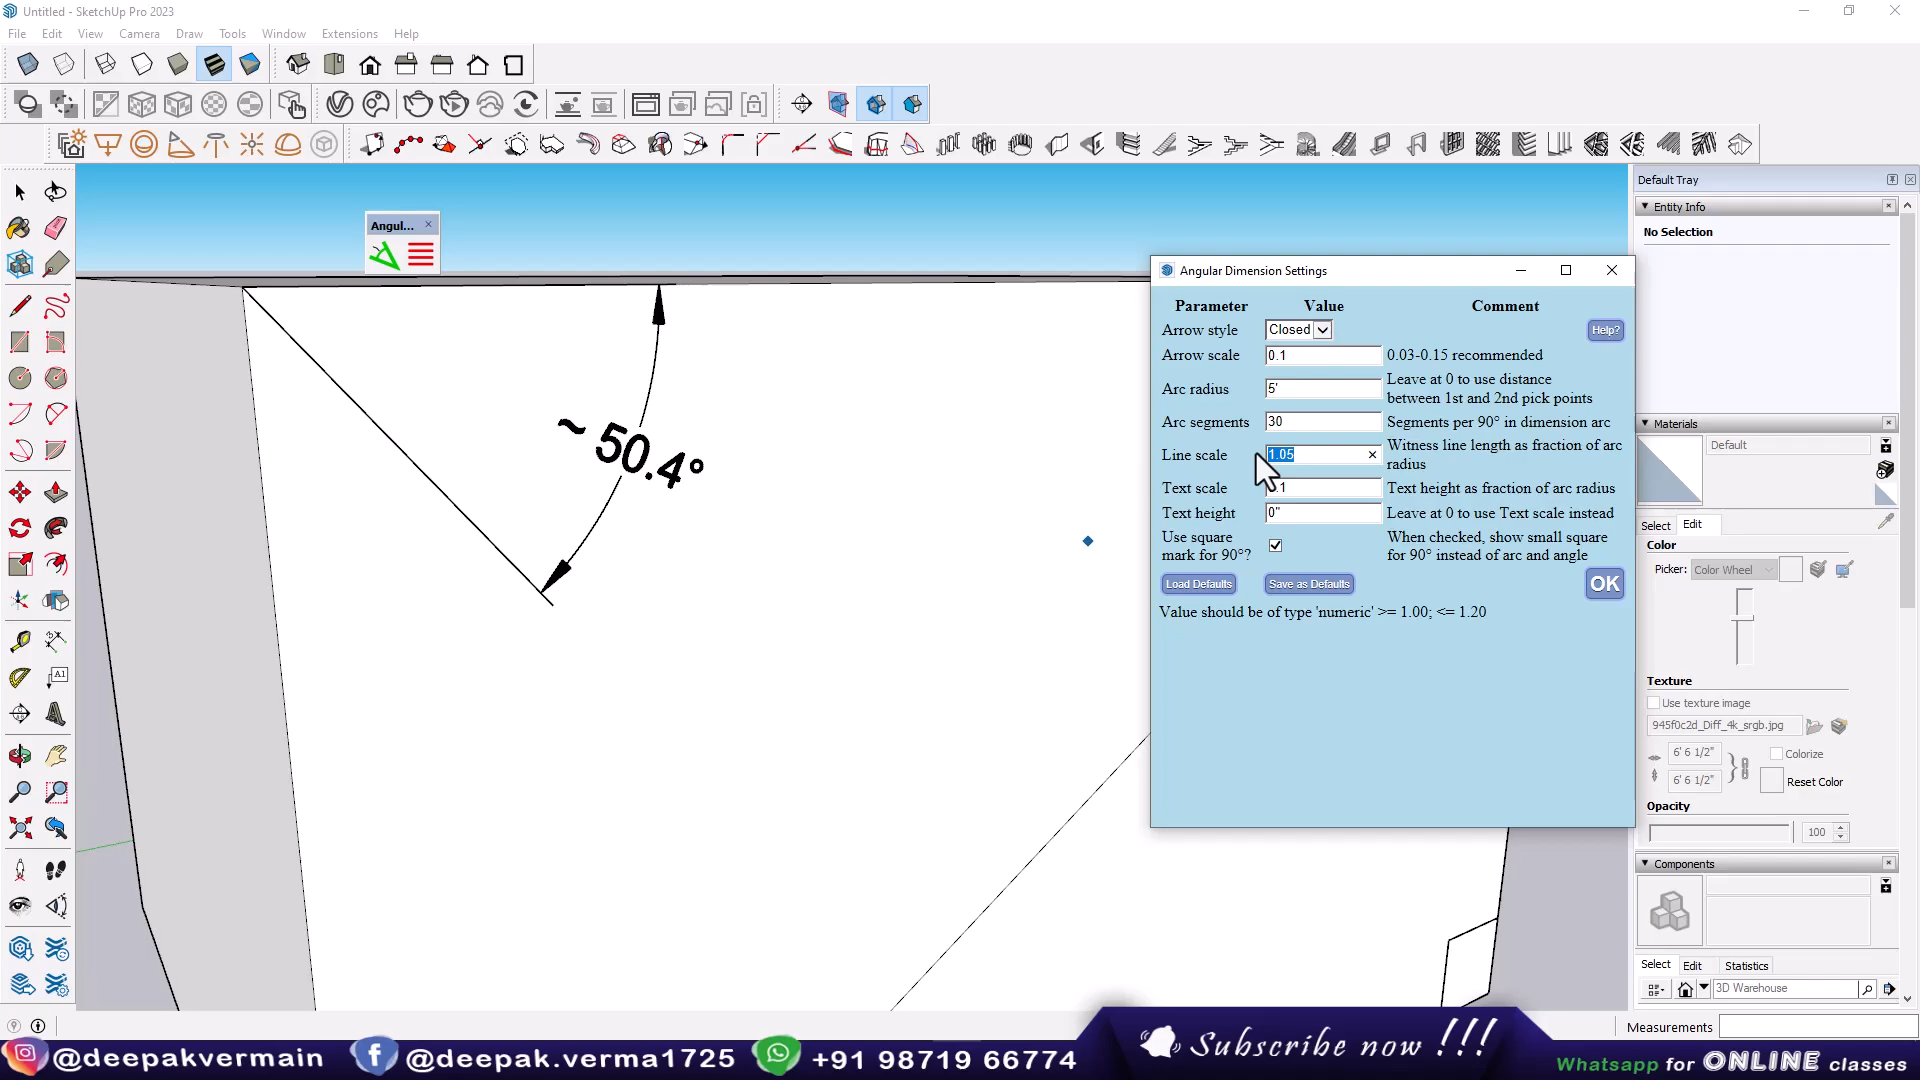 Untitled - SketchUp Pro 2023
File Edit View Camera Draw Tools Window Extensions Help
Default Tray
Entity Info
No Selection
Angul...
Angular Dimension Settings
Parameter Value Comment
Arrow style Closed Help?
Arrow scale 0.1 0.03-0.15 recommended
Arc radius 5' Leave at 0 to use distance
between 1st and 2nd pick points
Arc segments 30 Segments per 90° in dimension arc
Line scale 1.05 Witness line length as fraction of arc
radius
Text scale .1 Text height as fraction of arc radius
Text height 0" Leave at 0 to use Text scale instead
Use square
mark for 90°?
When checked, show small square
for 90° instead of arc and angle
Load Defaults Save as Defaults OK
Value should be of type 'numeric' >= 1.00; <= 1.20
~ 50.4°
A1
Materials
Default
Select Edit
Color
Picker: Color Wheel
Texture
Use texture image
945f0c2d_Diff_4k_srgb.jpg
6' 6 1/2" Colorize
6' 6 1/2" Reset Color
Opacity
100
Components
Select Edit Statistics
3D Warehouse
Measurements
@deepakvermain @deepak.verma1725 +91 98719 66774
Subscribe now !!!
Whatsapp for ONLINE classes